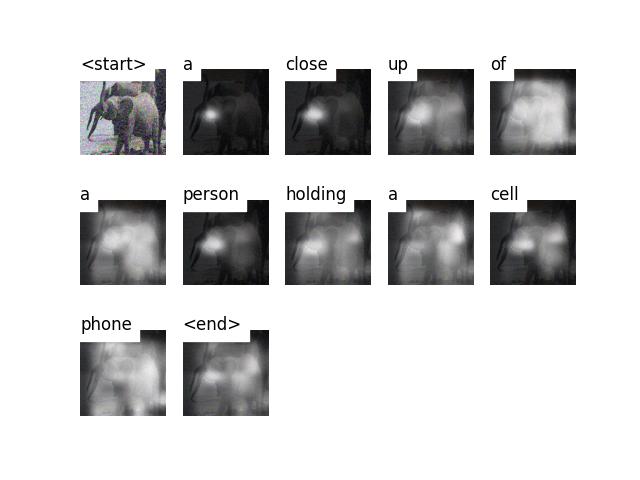 <start> a close up of
a person holding a cell
phone <end>